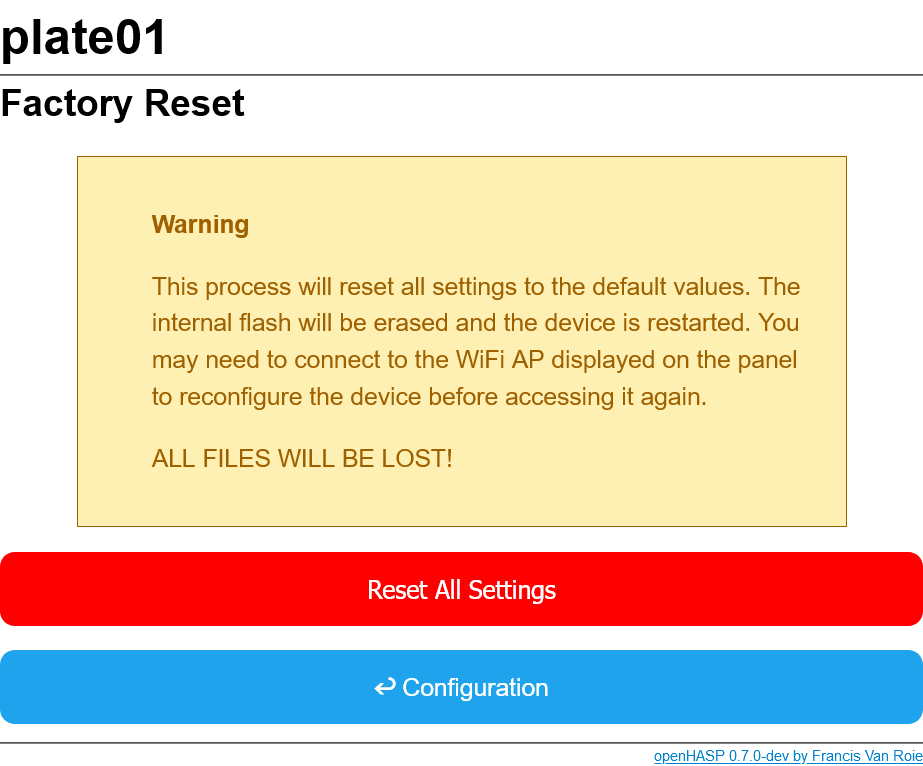 plate01
Factory Reset
Warning
This process will reset all settings to the default values. The
internal flash will be erased and the device is restarted. You
may need to connect to the WiFi AP displayed on the panel
to reconfigure the device before accessing it again.
ALL FILES WILL BE LOST!
Reset All Settings
↩ Configuration
openHASP 0.7.0-dev by Francis Van Roie